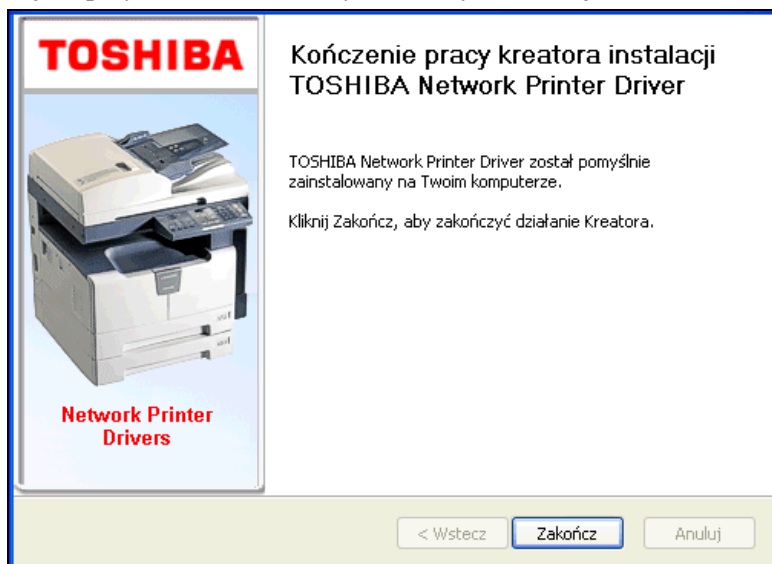 TOSHIBA
Network Printer
Drivers
Kończenie pracy kreatora instalacji
TOSHIBA Network Printer Driver
TOSHIBA Network Printer Driver został pomyślnie
zainstalowany na Twoim komputerze.
Kliknij Zakończ, aby zakończyć działanie Kreatora.
< Wstecz
Zakończ
Anuluj